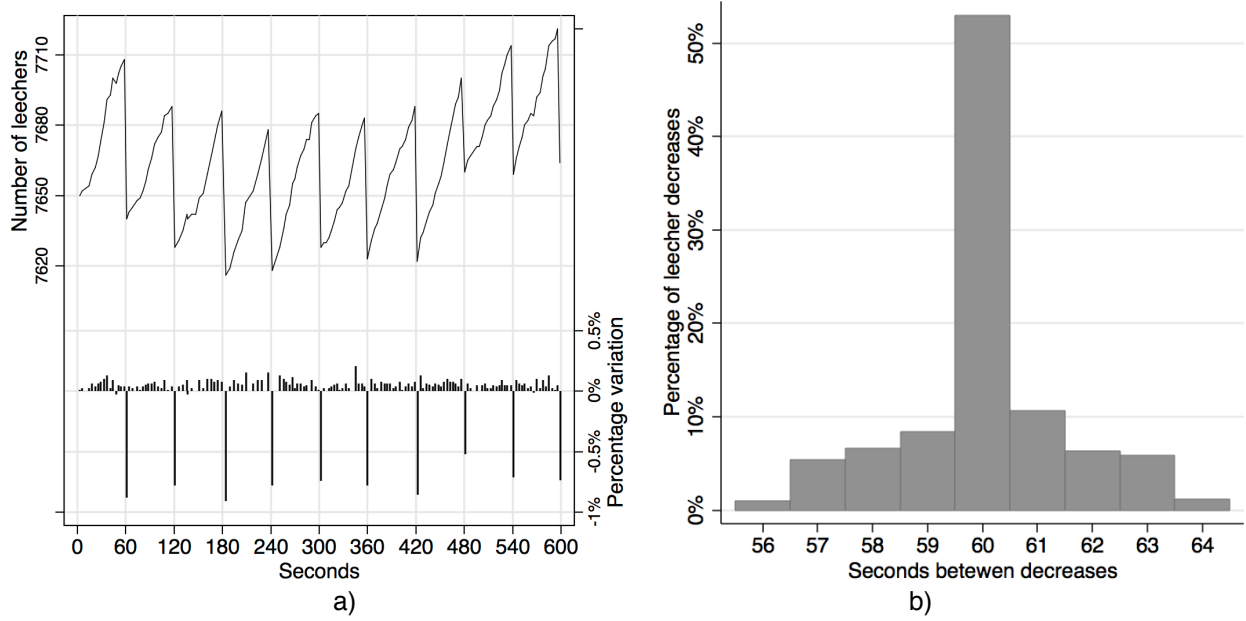 Number of leechers
7710
7680
7650
7620
0.5%
0%
-0.5%
-1%
Percentage variation
0 60 120 180 240 300 360 420 480 540 600
Seconds
a)
Percentage of leecher decreases
50%
40%
30%
20%
10%
0%
56 57 58 59 60 61 62 63 64
Seconds betewen decreases
b)